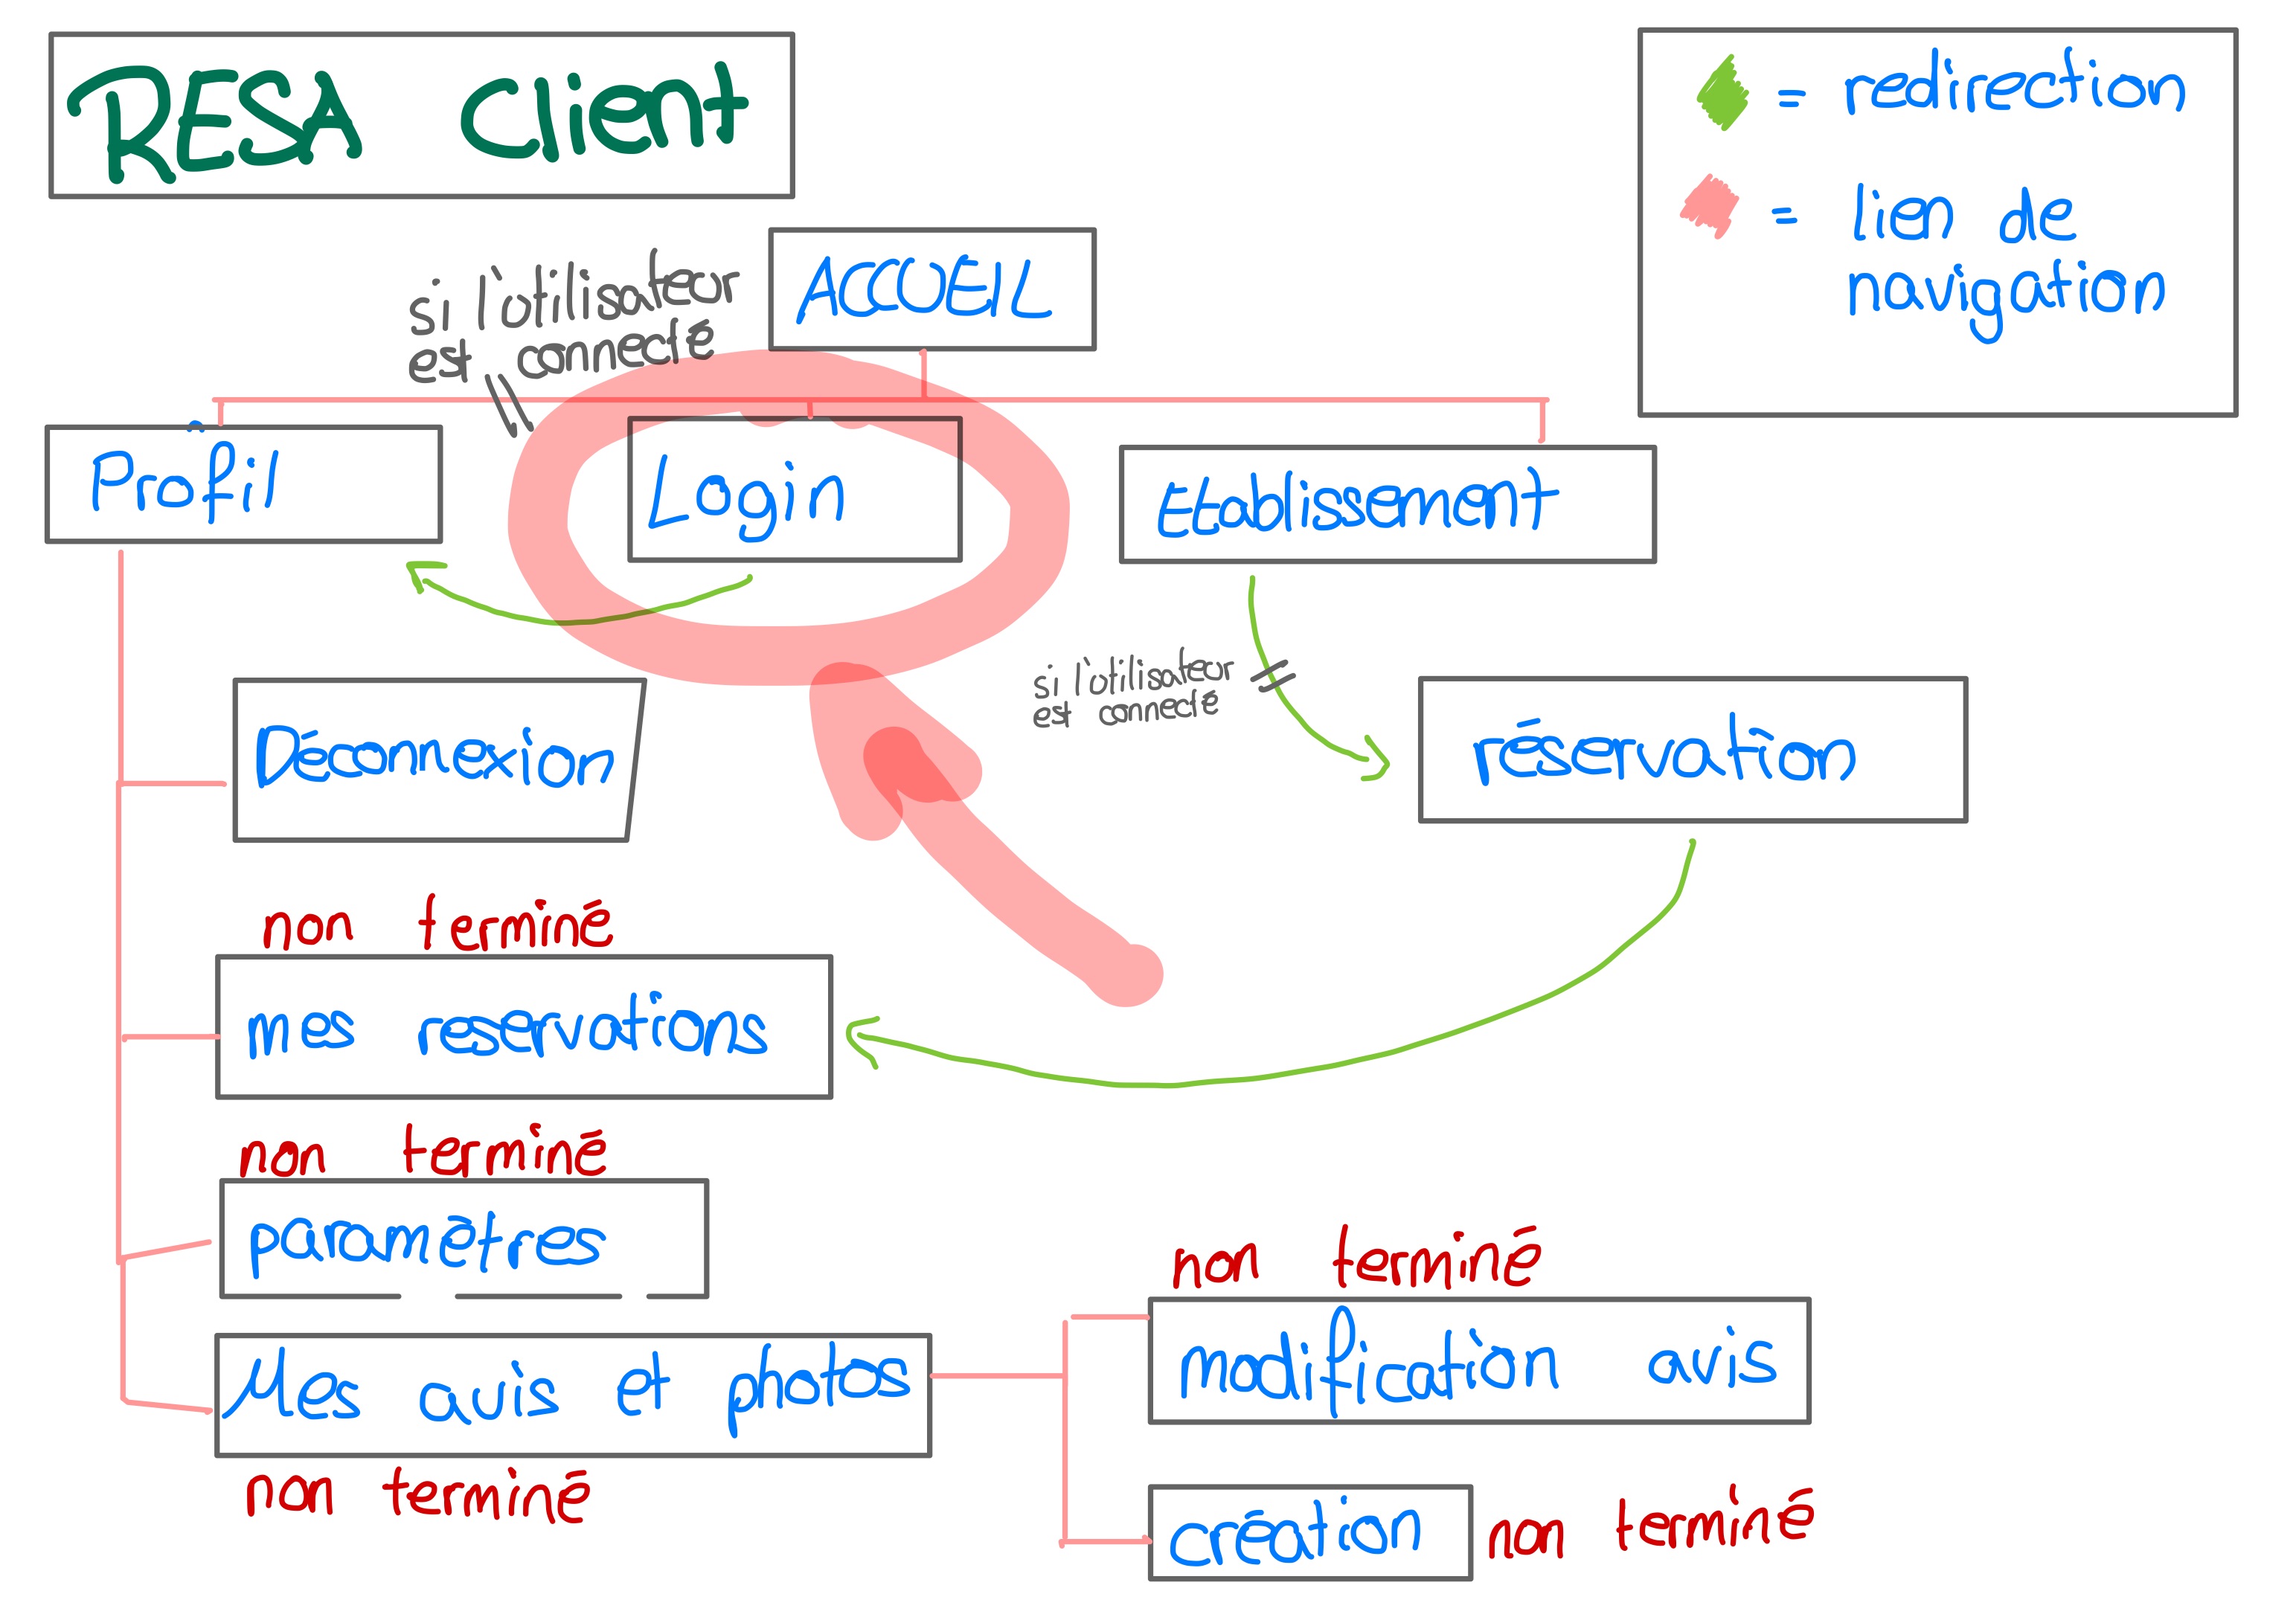 RESA Client
= redirection
= lien de
navigation
ACCUEIL
si l'utilisateur
est connecté
Profil
Login
Etablissement
si l'utilisateur
est connecté
Déconnexion
réservation
non terminé
mes reservations
non terminé
paramètres
non terminé
modification avis
Mes avis et photos
non terminé
création
non terminé